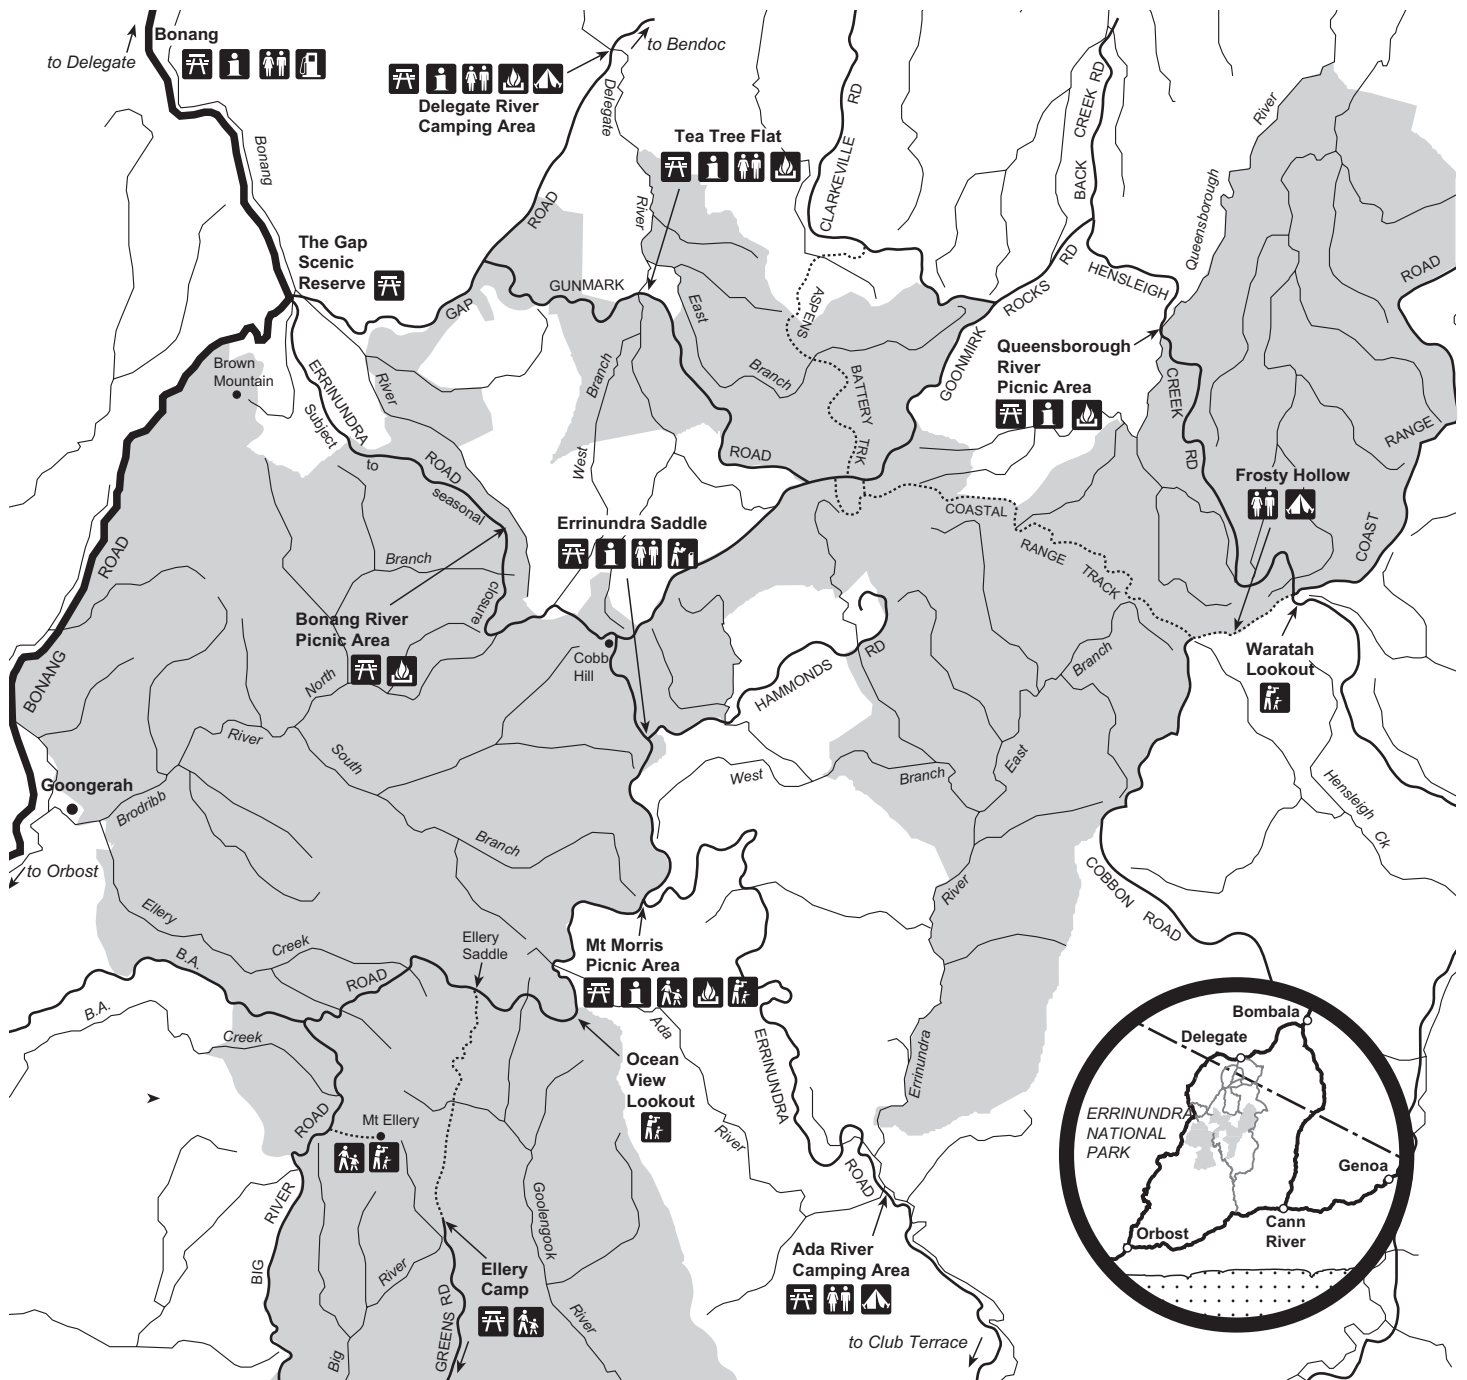 Bonang
to Delegate
to Bendoc
Delegate River
Camping Area
Delegate
River
Tea Tree Flat
CLARKEVILLE RD
BACK CREEK RD
Queensborough River
Bonang
River
The Gap
Scenic
Reserve
GAP ROAD
GUNMARK ROAD
East Branch
West Branch
ASPENS BATTERY TRK
GOONMIRK ROCKS RD
HENSLEIGH CREEK RD
Queensborough
River
Picnic Area
COAST RANGE ROAD
Brown
Mountain
ERRINUNDRA ROAD
Subject to seasonal closure
Frosty Hollow
COASTAL RANGE TRACK
Errinundra Saddle
Branch
Bonang River
Picnic Area
North
Cobb
Hill
HAMMONDS RD
East Branch
Waratah
Lookout
BONANG ROAD
River
South Branch
West Branch
Goongerah
Brodribb
Hensleigh Ck
to Orbost
Ellery Creek
Ellery
Saddle
Mt Morris
Picnic Area
Errinundra River
COBBON ROAD
B.A. ROAD
B.A. Creek
Ada River
ERRINUNDRA ROAD
Ocean
View
Lookout
Mt Ellery
BIG RIVER ROAD
Big River
Goolengook River
Ellery
Camp
GREENS RD
Ada River
Camping Area
to Club Terrace
Bombala
Delegate
ERRINUNDRA
NATIONAL
PARK
Genoa
Orbost
Cann
River